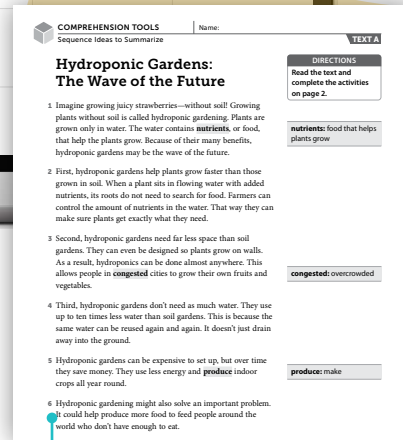 COMPREHENSION TOOLS
Name:
Sequence Ideas to Summarize
TEXT A
Hydroponic Gardens:
The Wave of the Future
DIRECTIONS
Read the text and
complete the activities
on page 2.
1 Imagine growing juicy strawberries—without soil! Growing
plants without soil is called hydroponic gardening. Plants are
grown only in water. The water contains nutrients, or food,
that help the plants grow. Because of their many benefits,
hydroponic gardens may be the wave of the future.
nutrients: food that helps
plants grow
2 First, hydroponic gardens help plants grow faster than those
grown in soil. When a plant sits in flowing water with added
nutrients, its roots do not need to search for food. Farmers can
control the amount of nutrients in the water. That way they can
make sure plants get exactly what they need.
3 Second, hydroponic gardens need far less space than soil
gardens. They can even be designed so plants grow on walls.
As a result, hydroponics can be done almost anywhere. This
allows people in congested cities to grow their own fruits and
vegetables.
congested: overcrowded
4 Third, hydroponic gardens don't need as much water. They use
up to ten times less water than soil gardens. This is because the
same water can be reused again and again. It doesn't just drain
away into the ground.
5 Hydroponic gardens can be expensive to set up, but over time
they save money. They use less energy and produce indoor
crops all year round.
produce: make
6 Hydroponic gardening might also solve an important problem.
It could help produce more food to feed people around the
world who don't have enough to eat.